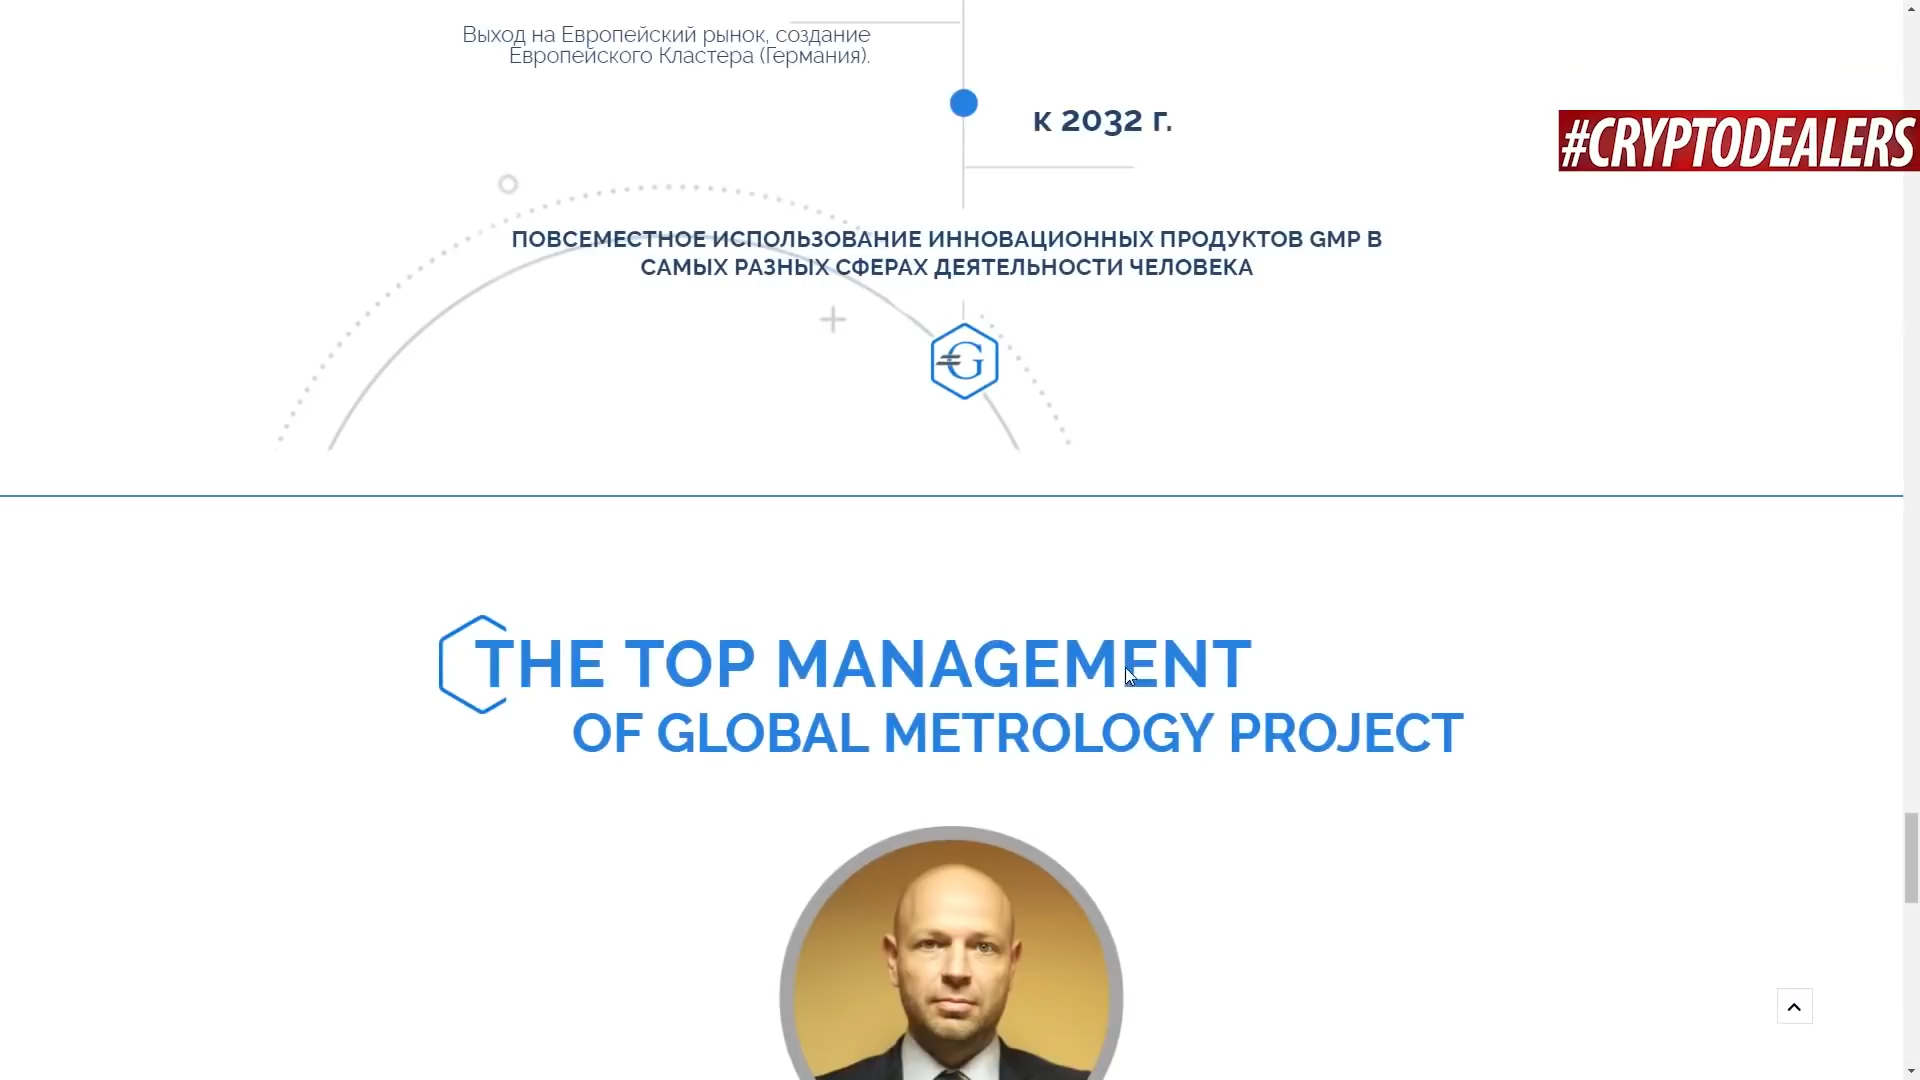 Выход на Европейский рынок, создание
Европейского Кластера (Германия).
к 2032 г.
#CRYPTODEALERS
ПОВСЕМЕСТНОЕ ИСПОЛЬЗОВАНИЕ ИННОВАЦИОННЫХ ПРОДУКТОВ GMP В
САМЫХ РАЗНЫХ СФЕРАХ ДЕЯТЕЛЬНОСТИ ЧЕЛОВЕКА
G
THE TOP MANAGEMENT
OF GLOBAL METROLOGY PROJECT